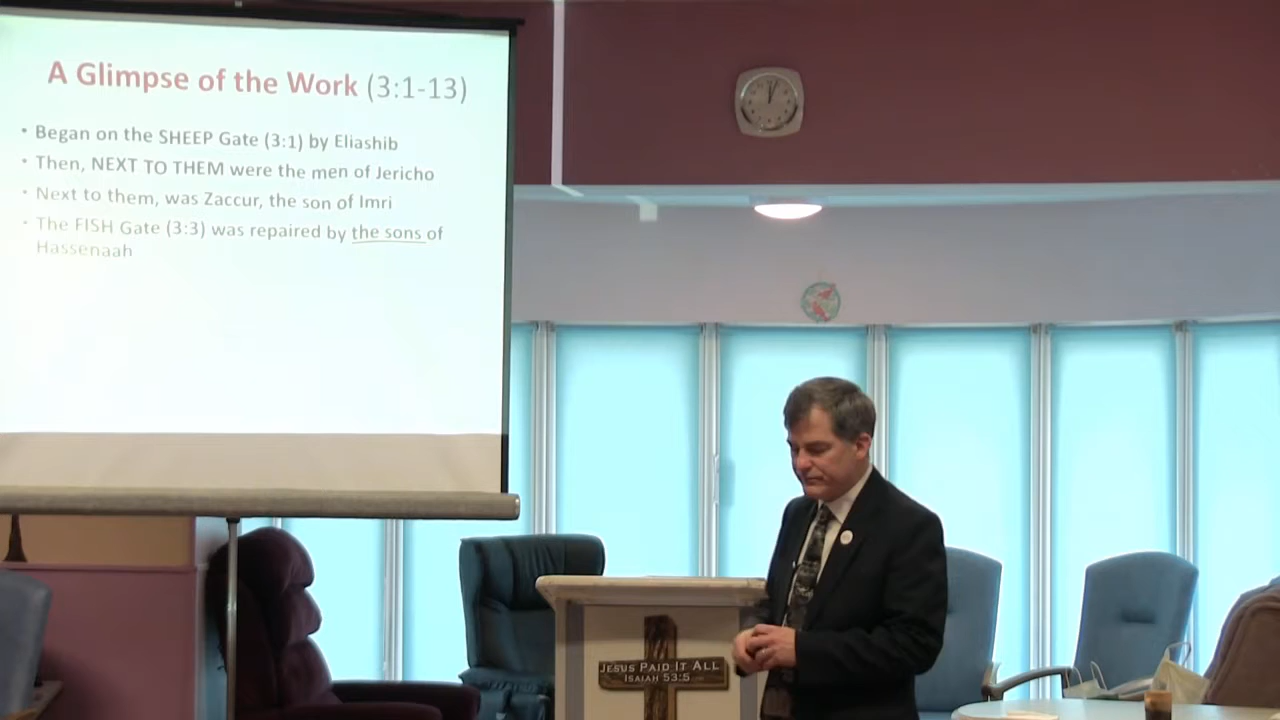 A Glimpse of the Work (3:1-13)
• Began on the SHEEP Gate (3:1) by Eliashib
• Then, NEXT TO THEM were the men of Jericho
• Next to them, was Zaccur, the son of Imri
• The FISH Gate (3:3) was repaired by the sons of
Hassenaah
JESUS PAID IT ALL
ISAIAH 53:5